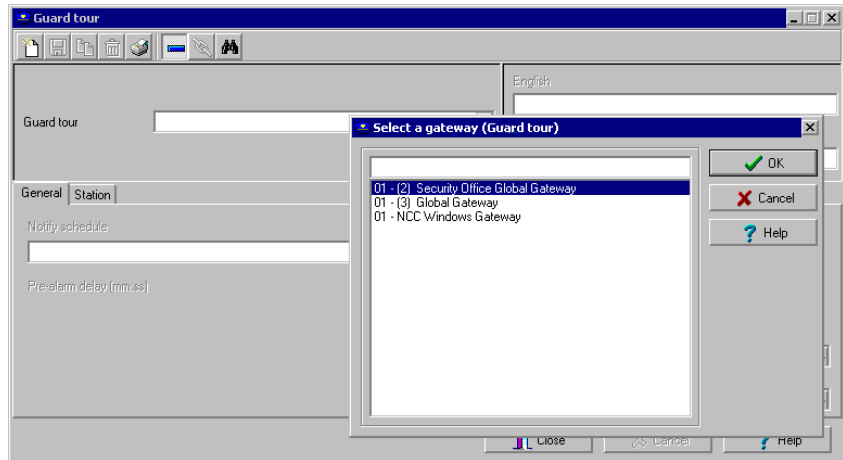 Guard tour
English
Guard tour
Select a gateway (Guard tour)
01 - (2) Security Office Global Gateway
01 - (3) Global Gateway
01 - NCC Windows Gateway
OK
Cancel
Help
General
Station
Notify schedule
Pre-alarm delay (mm:ss)
Close
Cancel
Help